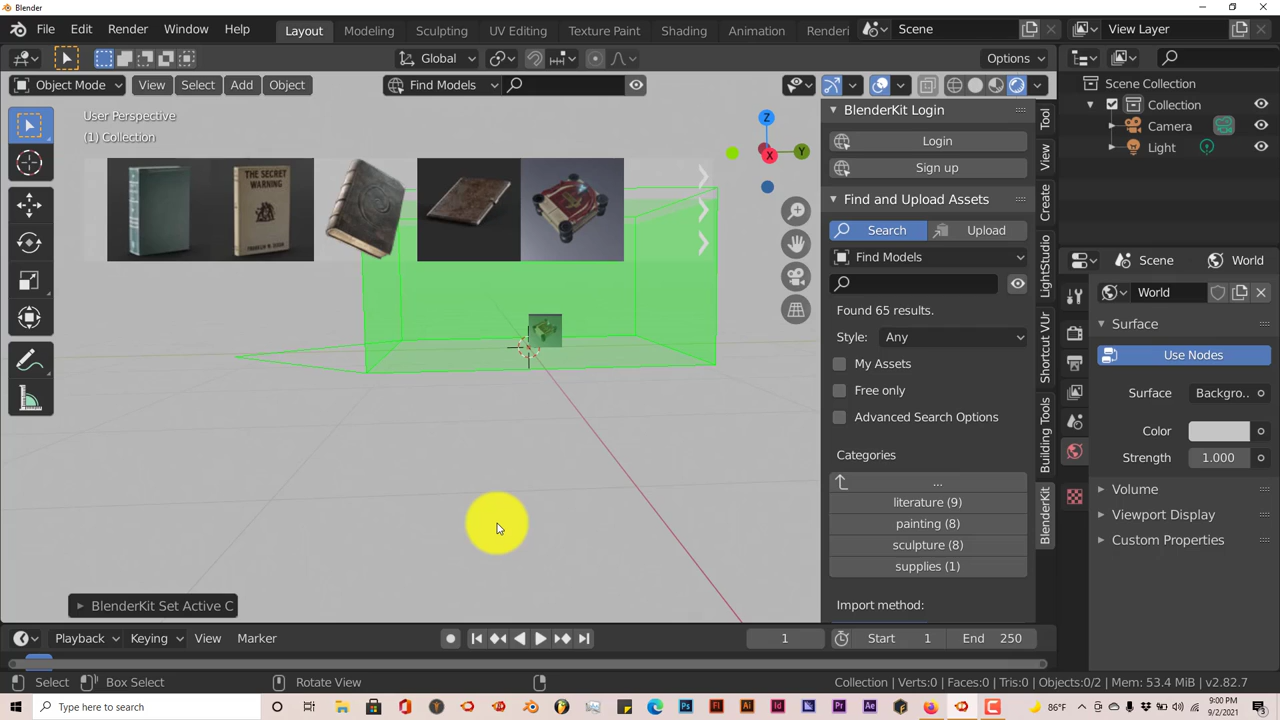 Blender
File Edit Render Window Help Layout Modeling Sculpting UV Editing Texture Paint Shading Animation Renderi Scene View Layer
Global Options
Object Mode View Select Add Object Find Models
User Perspective
(1) Collection
Z
X Y
THE SECRET
WARNING
BlenderKit Set Active C
BlenderKit Login
Login
Sign up
Find and Upload Assets
Search Upload
Find Models
Found 65 results.
Style: Any
My Assets
Free only
Advanced Search Options
Categories
...
literature (9)
painting (8)
sculpture (8)
supplies (1)
Import method:
Tool
View
Create
LightStudio
Shortcut VUr
Building Tools
BlenderKit
Scene Collection
Collection
Camera
Light
Scene World
World
Surface
Use Nodes
Surface Backgro..
Color
Strength 1.000
Volume
Viewport Display
Custom Properties
Playback Keying View Marker 1 Start 1 End 250
Select Box Select Rotate View Collection | Verts:0 | Faces:0 | Tris:0 | Objects:0/2 | Mem: 53.4 MiB | v2.82.7
Type here to search 86°F 9:00 PM
9/2/2021